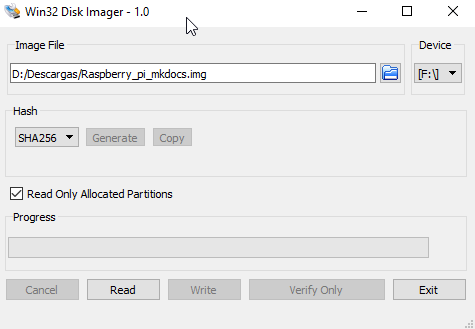 Win32 Disk Imager - 1.0
Image File
Device
D:/Descargas/Raspberry_pi_mkdocs.img
[F:\]
Hash
SHA256
Generate
Copy
Read Only Allocated Partitions
Progress
Cancel
Read
Write
Verify Only
Exit